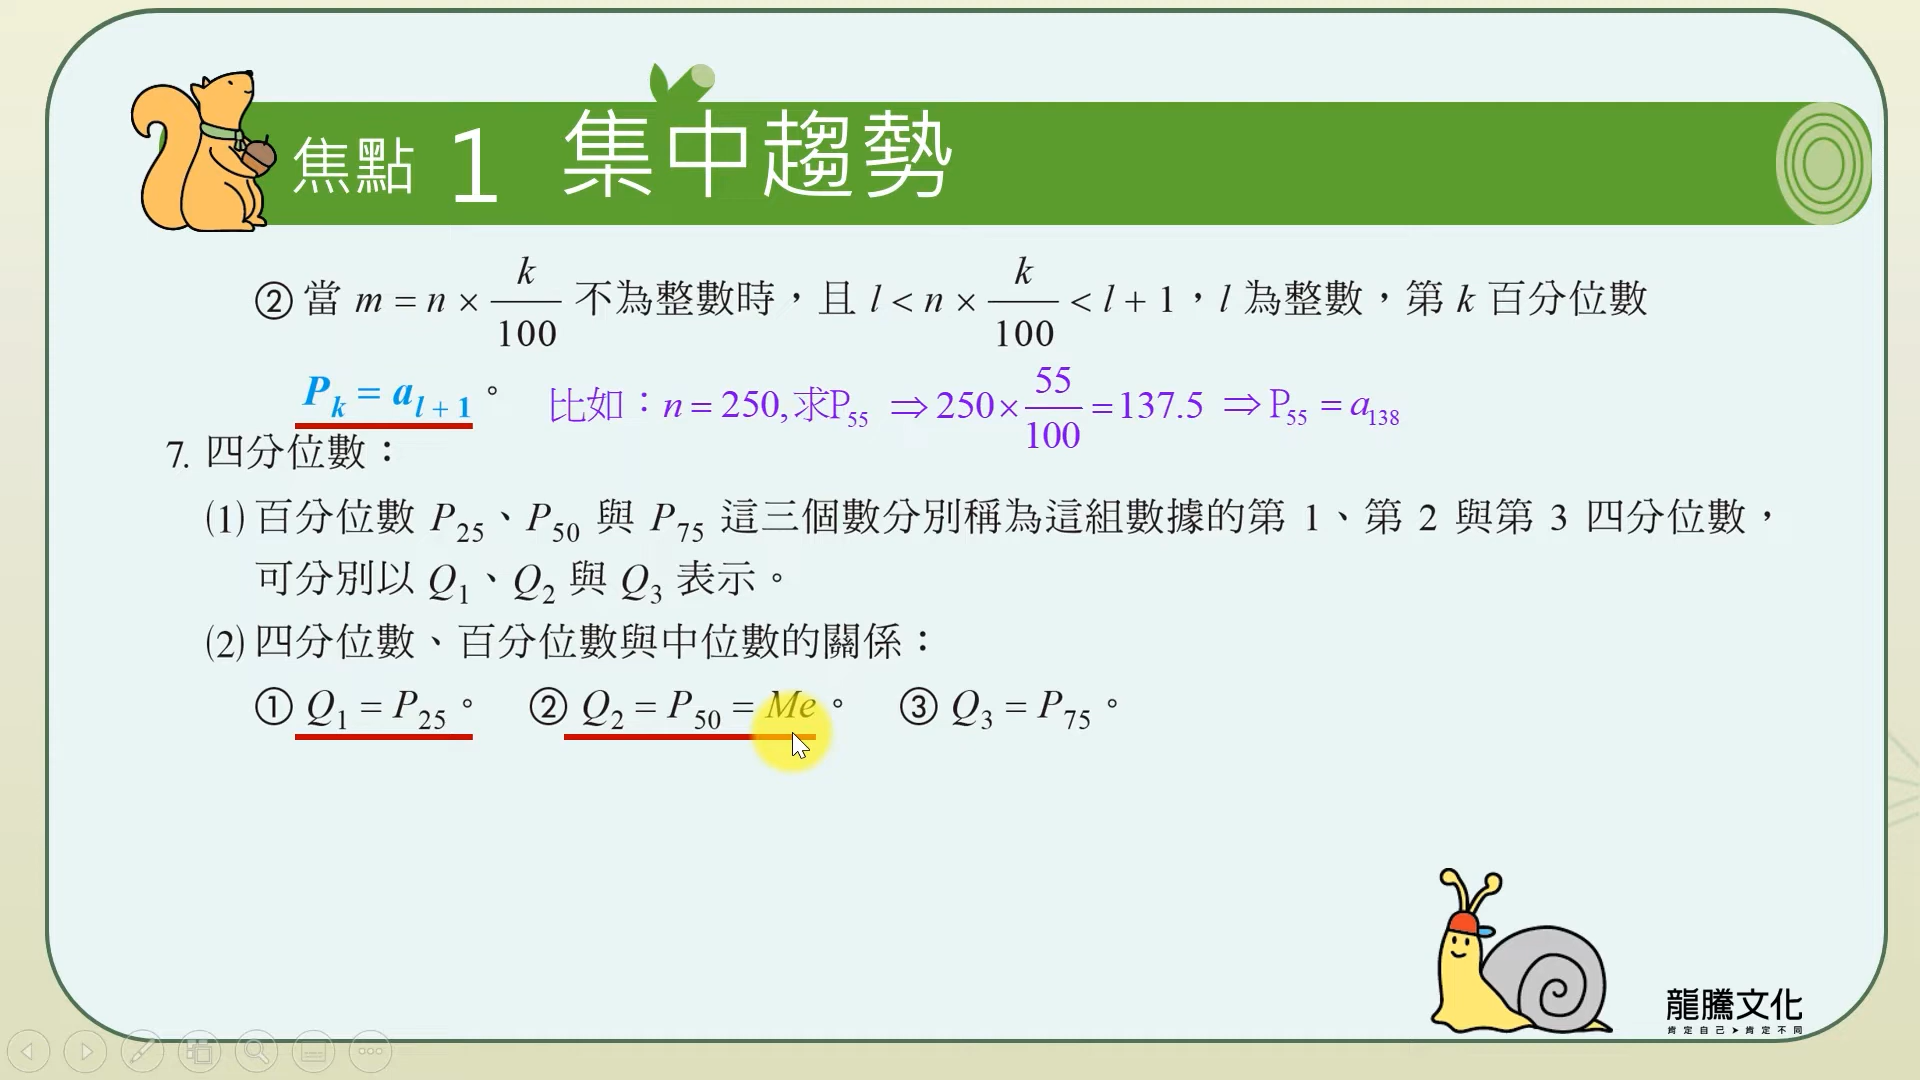 焦點 1 集中趨勢
② 當 m = n × k/100 不為整數時，且 l < n × k/100 < l + 1，l 為整數，第 k 百分位數
P_k = a_{l+1}。 比如：n = 250, 求P_55 ⇒ 250 × 55/100 = 137.5 ⇒ P_55 = a_138
7. 四分位數：
(1) 百分位數 P_25、P_50 與 P_75 這三個數分別稱為這組數據的第 1、第 2 與第 3 四分位數，
可分別以 Q_1、Q_2 與 Q_3 表示。
(2) 四分位數、百分位數與中位數的關係：
① Q_1 = P_25。 ② Q_2 = P_50 = Me。 ③ Q_3 = P_75。
龍騰文化
肯定自己➤肯定不同